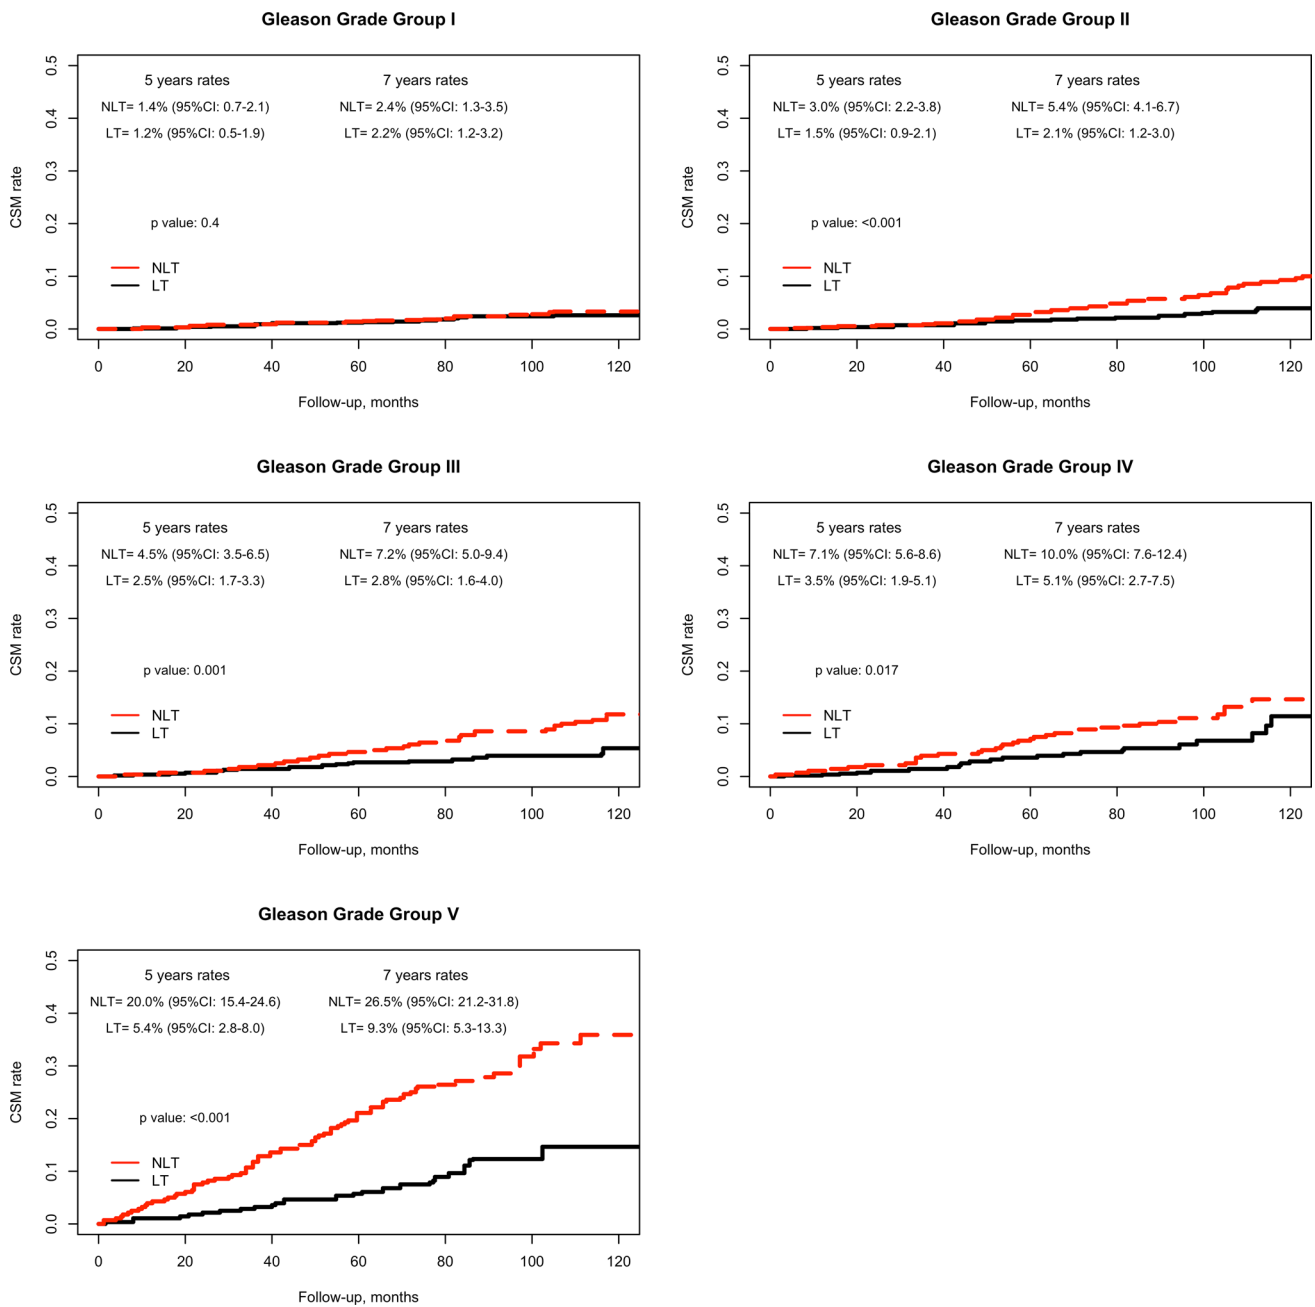 Gleason Grade Group I
0.5
0.4
0.3
0.2
0.1
0.0
CSM rate
5 years rates
7 years rates
NLT= 1.4% (95%CI: 0.7-2.1)
NLT= 2.4% (95%CI: 1.3-3.5)
LT= 1.2% (95%CI: 0.5-1.9)
LT= 2.2% (95%CI: 1.2-3.2)
p value: 0.4
NLT
LT
0 20 40 60 80 100 120
Follow-up, months
Gleason Grade Group II
0.5
0.4
0.3
0.2
0.1
0.0
CSM rate
5 years rates
7 years rates
NLT= 3.0% (95%CI: 2.2-3.8)
NLT= 5.4% (95%CI: 4.1-6.7)
LT= 1.5% (95%CI: 0.9-2.1)
LT= 2.1% (95%CI: 1.2-3.0)
p value: <0.001
NLT
LT
0 20 40 60 80 100 120
Follow-up, months
Gleason Grade Group III
0.5
0.4
0.3
0.2
0.1
0.0
CSM rate
5 years rates
7 years rates
NLT= 4.5% (95%CI: 3.5-6.5)
NLT= 7.2% (95%CI: 5.0-9.4)
LT= 2.5% (95%CI: 1.7-3.3)
LT= 2.8% (95%CI: 1.6-4.0)
p value: 0.001
NLT
LT
0 20 40 60 80 100 120
Follow-up, months
Gleason Grade Group IV
0.5
0.4
0.3
0.2
0.1
0.0
CSM rate
5 years rates
7 years rates
NLT= 7.1% (95%CI: 5.6-8.6)
NLT= 10.0% (95%CI: 7.6-12.4)
LT= 3.5% (95%CI: 1.9-5.1)
LT= 5.1% (95%CI: 2.7-7.5)
p value: 0.017
NLT
LT
0 20 40 60 80 100 120
Follow-up, months
Gleason Grade Group V
0.5
0.4
0.3
0.2
0.1
0.0
CSM rate
5 years rates
7 years rates
NLT= 20.0% (95%CI: 15.4-24.6)
NLT= 26.5% (95%CI: 21.2-31.8)
LT= 5.4% (95%CI: 2.8-8.0)
LT= 9.3% (95%CI: 5.3-13.3)
p value: <0.001
NLT
LT
0 20 40 60 80 100 120
Follow-up, months